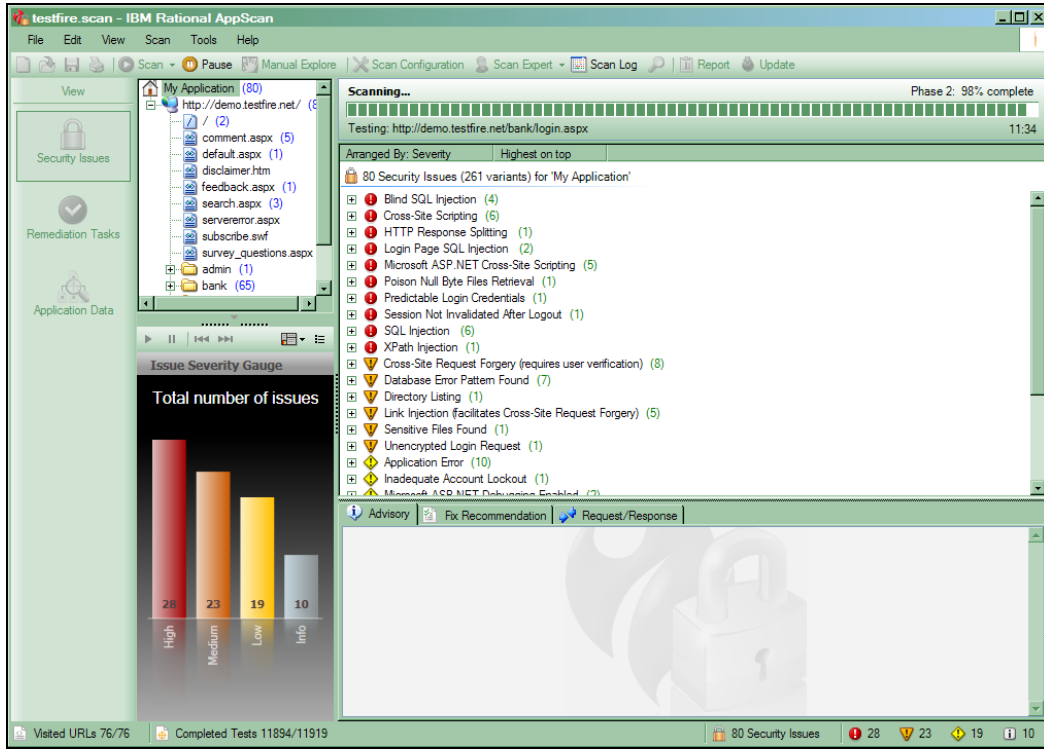 testfire.scan - IBM Rational AppScan
File Edit View Scan Tools Help
Scan Pause Manual Explore Scan Configuration Scan Expert Scan Log Report Update
View
Security Issues
Remediation Tasks
Application Data
My Application (80)
http://demo.testfire.net/ (8
/ (2)
comment.aspx (5)
default.aspx (1)
disclaimer.htm
feedback.aspx (1)
search.aspx (3)
servererror.aspx
subscribe.swf
survey_questions.aspx
admin (1)
bank (65)
Issue Severity Gauge
Total number of issues
28 23 19 10
High Medium Low Info
Scanning... Phase 2: 98% complete
Testing: http://demo.testfire.net/bank/login.aspx 11:34
Arranged By: Severity Highest on top
80 Security Issues (261 variants) for 'My Application'
Blind SQL Injection (4)
Cross-Site Scripting (6)
HTTP Response Splitting (1)
Login Page SQL Injection (2)
Microsoft ASP.NET Cross-Site Scripting (5)
Poison Null Byte Files Retrieval (1)
Predictable Login Credentials (1)
Session Not Invalidated After Logout (1)
SQL Injection (6)
XPath Injection (1)
Cross-Site Request Forgery (requires user verification) (8)
Database Error Pattern Found (7)
Directory Listing (1)
Link Injection (facilitates Cross-Site Request Forgery) (5)
Sensitive Files Found (1)
Unencrypted Login Request (1)
Application Error (10)
Inadequate Account Lockout (1)
Microsoft ASP.NET Debugging Enabled (2)
Advisory Fix Recommendation Request/Response
Visited URLs 76/76 Completed Tests 11894/11919 80 Security Issues 28 23 19 10